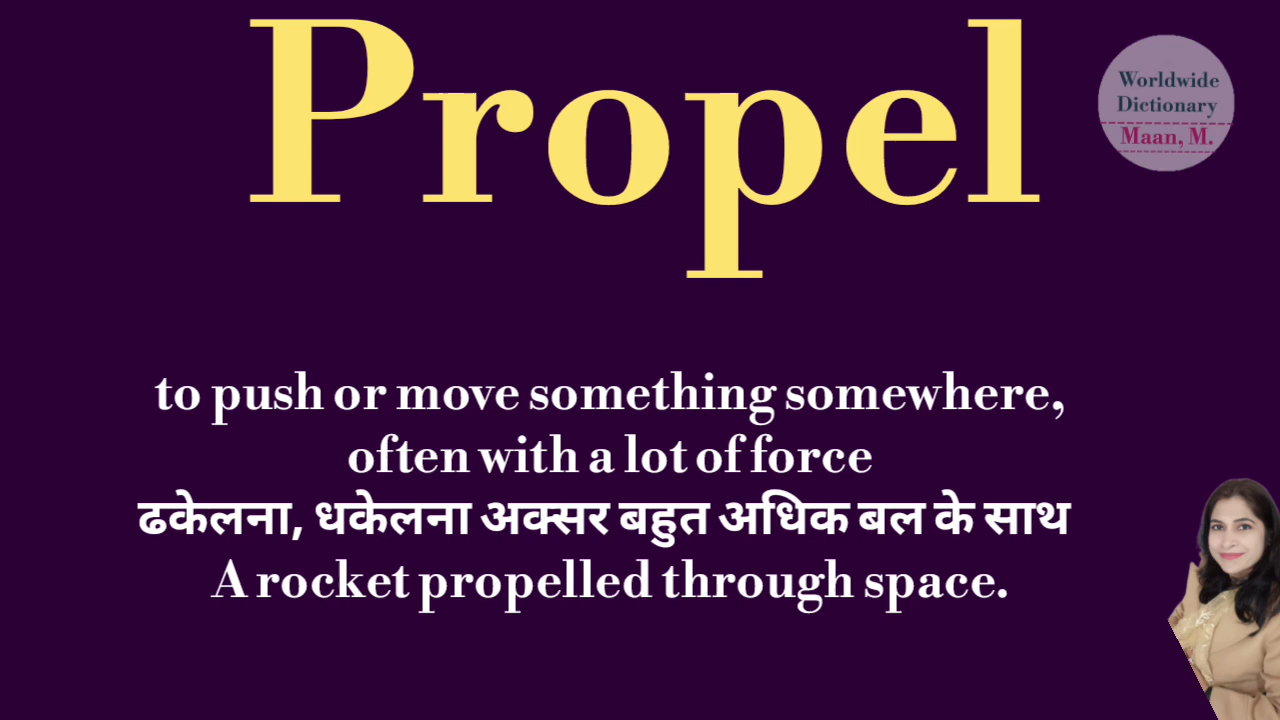 Propel
Worldwide
Dictionary
Maan, M.
to push or move something somewhere,
often with a lot of force
ढकेलना, धकेलना अक्सर बहुत अधिक बल के साथ
A rocket propelled through space.